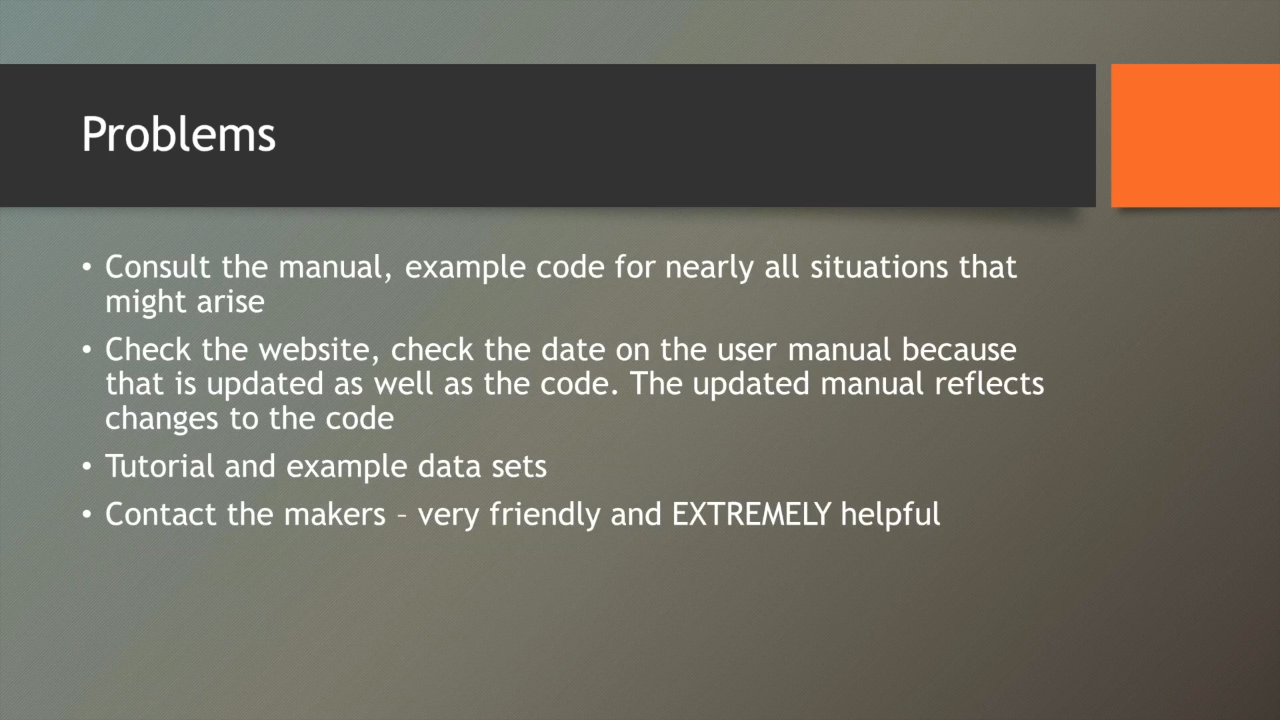 Problems
• Consult the manual, example code for nearly all situations that
might arise
• Check the website, check the date on the user manual because
that is updated as well as the code. The updated manual reflects
changes to the code
• Tutorial and example data sets
• Contact the makers – very friendly and EXTREMELY helpful